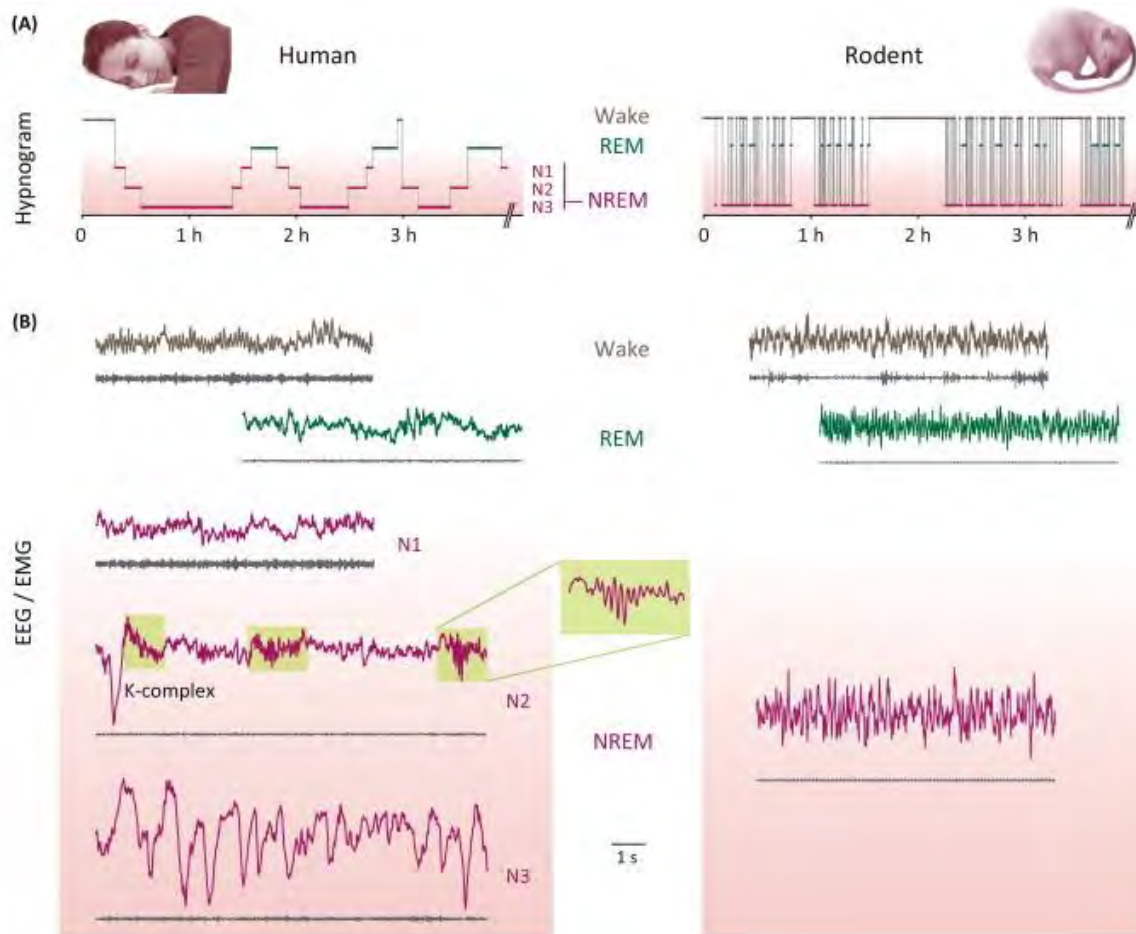 (A)
Human
Rodent
Hypnogram
Wake
REM
N1
N2
N3
NREM
0 1 h 2 h 3 h
0 1 h 2 h 3 h
(B)
EEG / EMG
Wake
REM
N1
K-complex
N2
NREM
1 s
N3